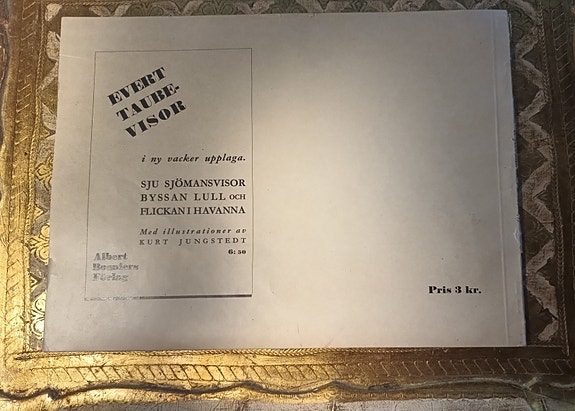 EVERT
TAUBE-
VISOR
i ny vacker upplaga.
SJU SJÖMANSVISOR
BYSSAN LULL OCH
FLICKAN I HAVANNA
Med illustrationer av
KURT JUNGSTEDT
6: 50
Albert
Bonniers
Förlag
Pris 3 kr.